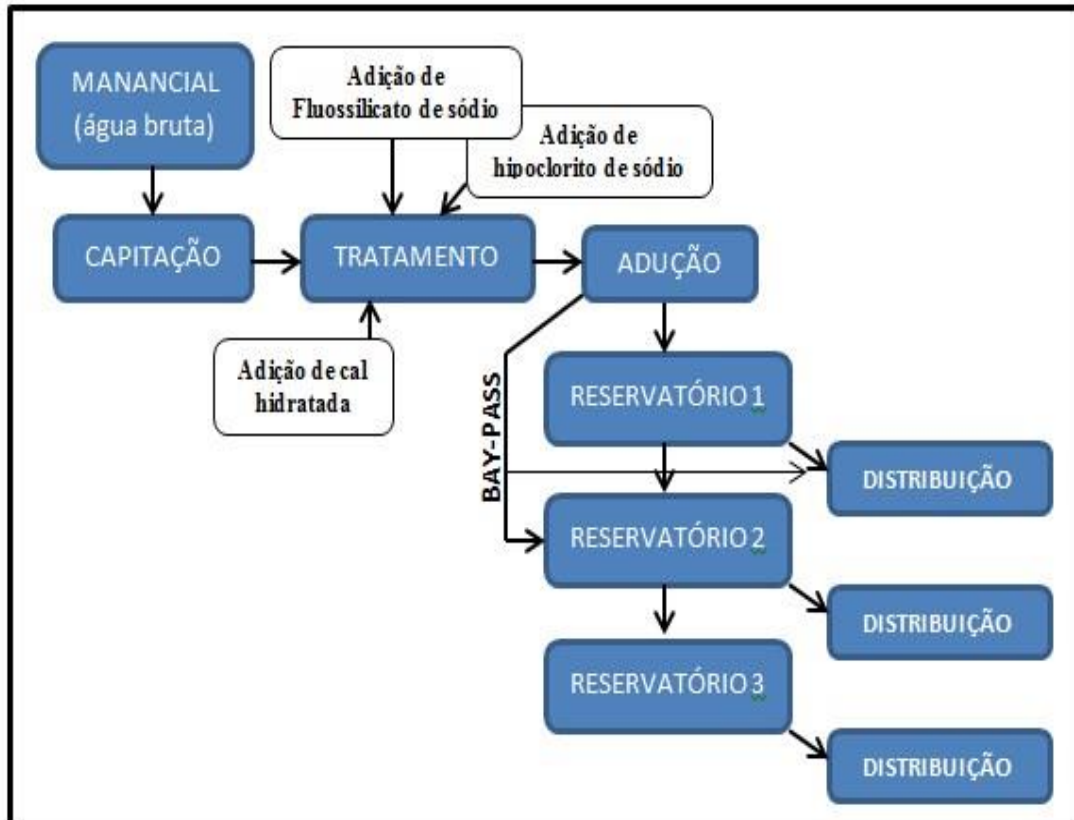 MANANCIAL
(água bruta)
Adição de
Fluossilicato de sódio
Adição de
hipoclorito de sódio
CAPITAÇÃO
TRATAMENTO
ADUÇÃO
Adição de cal
hidratada
BAY-PASS
RESERVATÓRIO 1
DISTRIBUIÇÃO
RESERVATÓRIO 2
DISTRIBUIÇÃO
RESERVATÓRIO 3
DISTRIBUIÇÃO